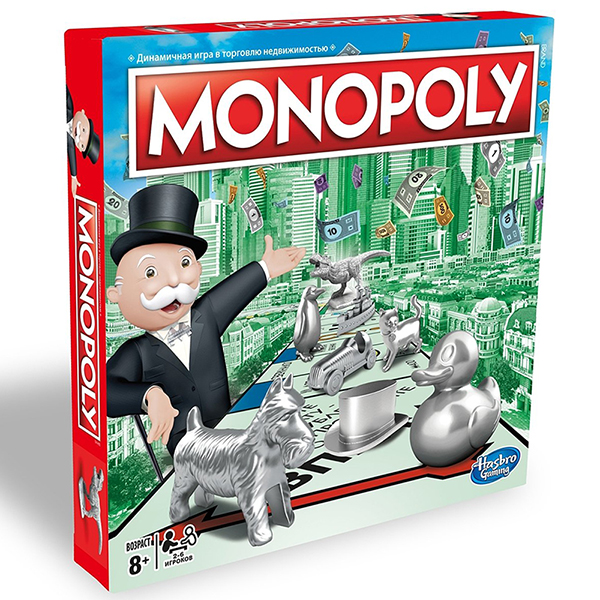 « Динамичная игра в торговлю недвижимостью »
MONOPOLY
MONOPOLY
Hasbro
Gaming
ВОЗРАСТ
8+
2-6
ИГРОКОВ